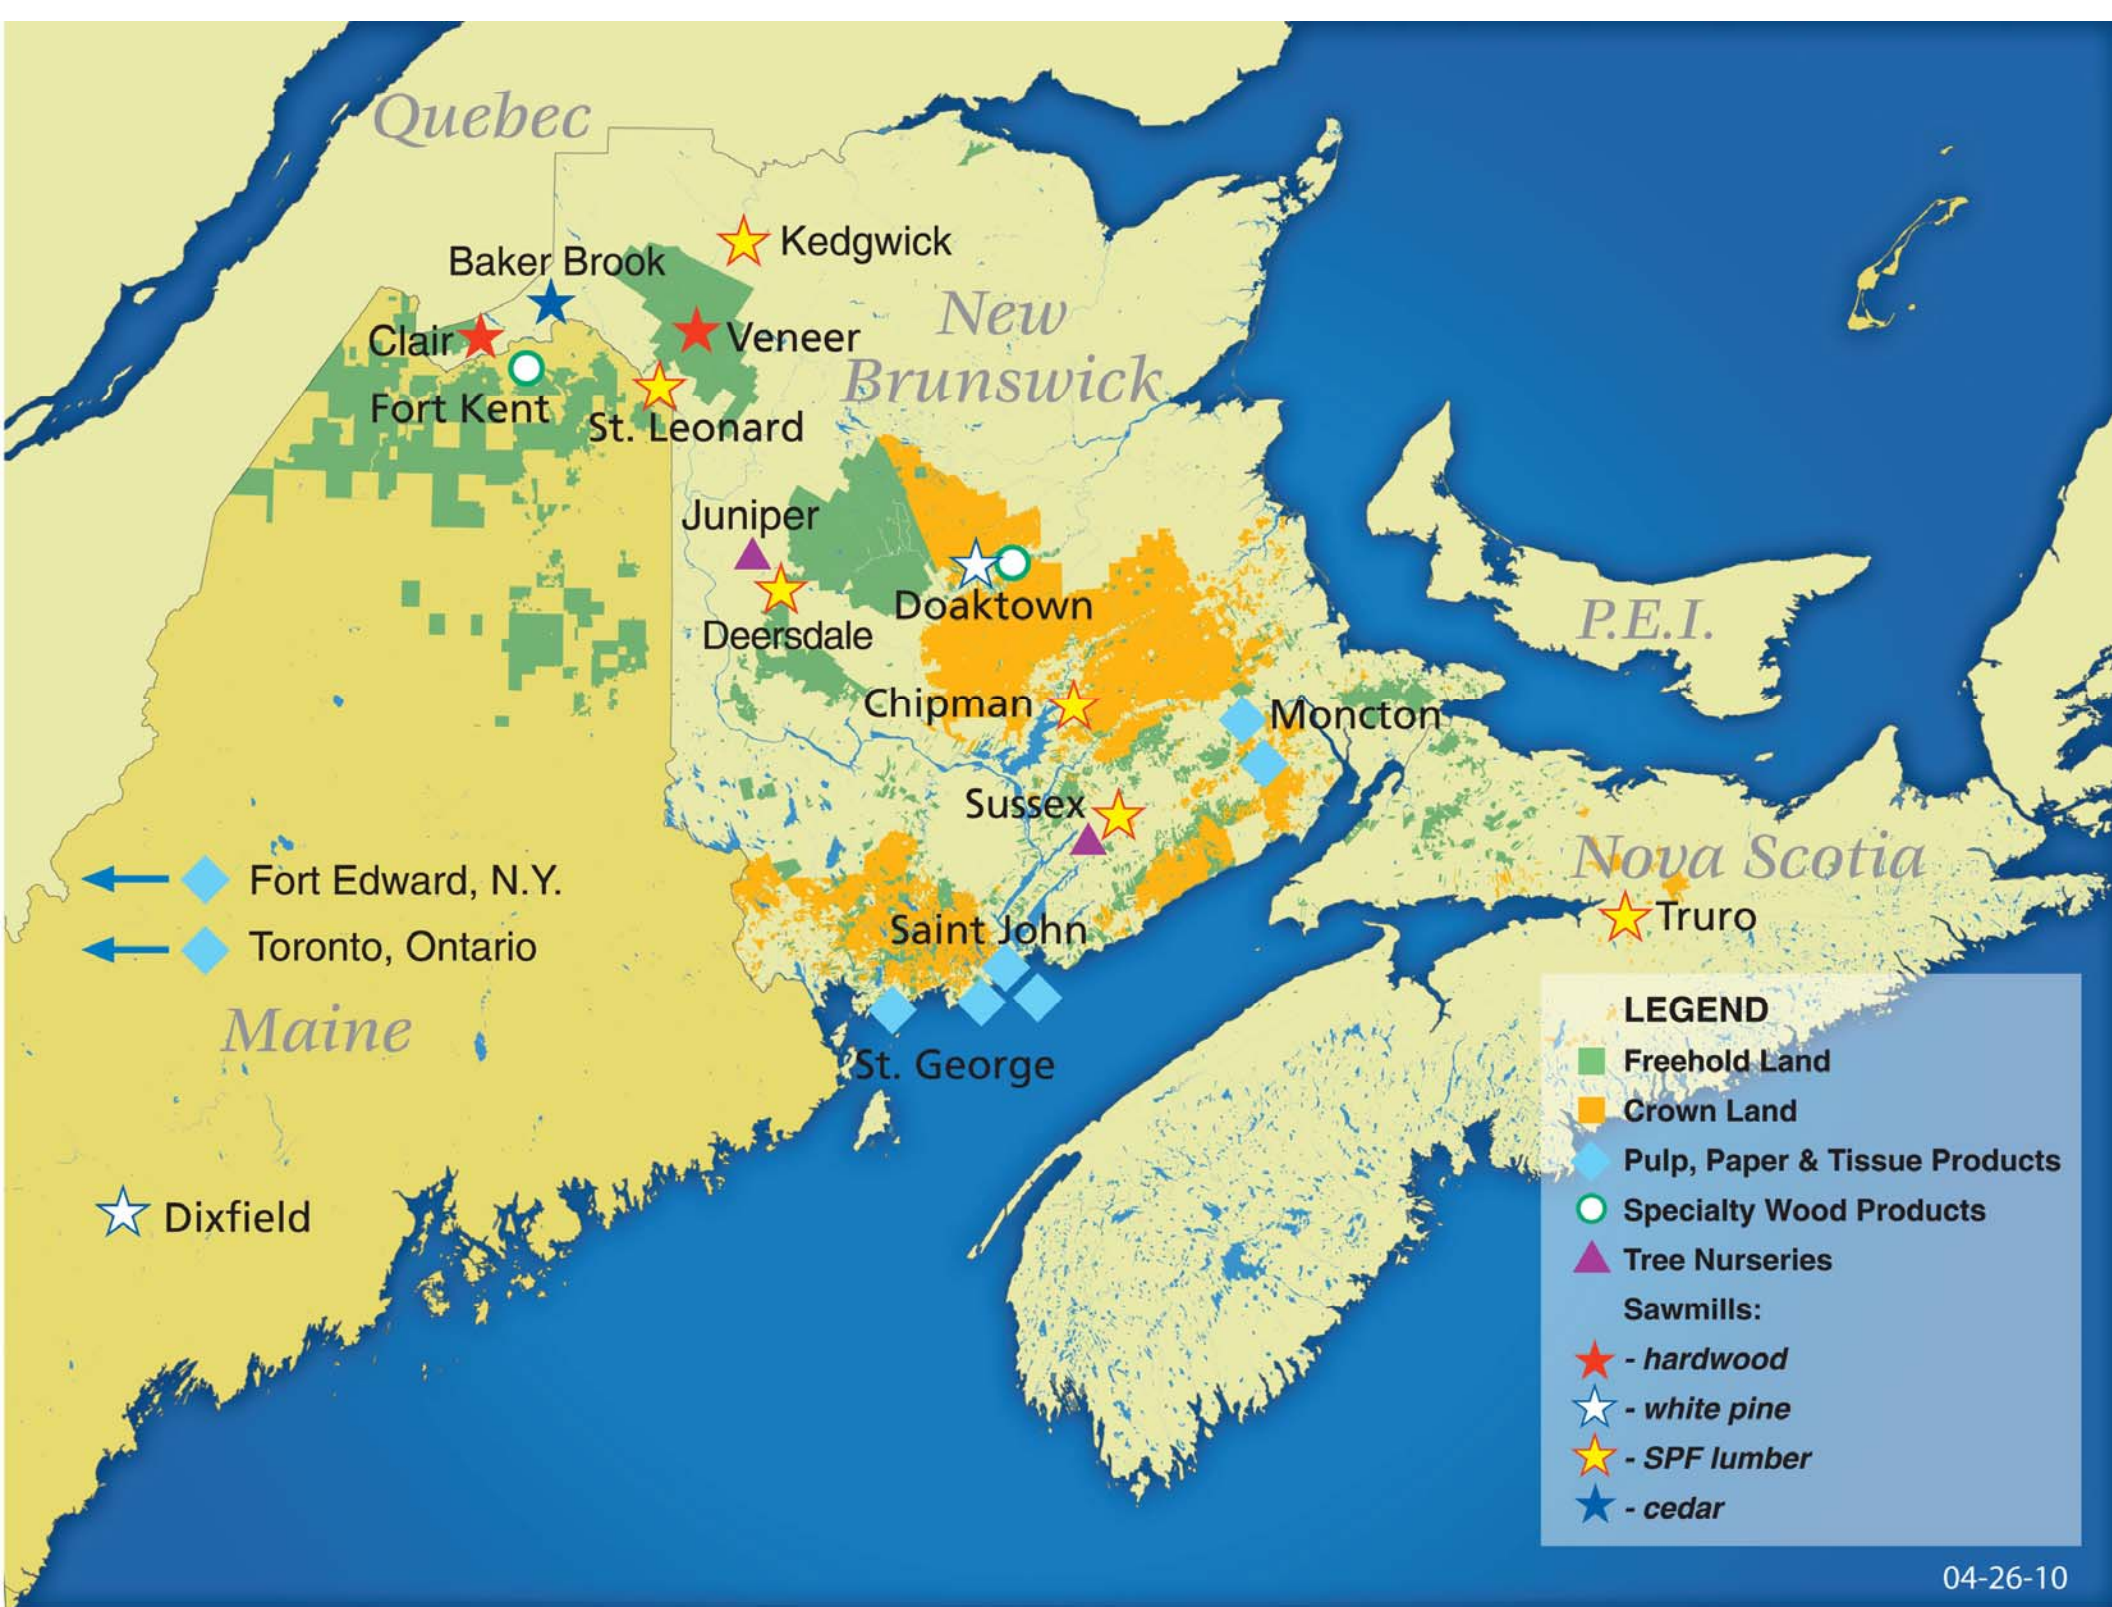 Quebec
Kedgwick
Baker Brook
New
Brunswick
Clair
Veneer
Fort Kent
St. Leonard
Juniper
Doaktown
Deersdale
P.E.I.
Chipman
Moncton
Sussex
Nova Scotia
Fort Edward, N.Y.
Saint John
Truro
Toronto, Ontario
Maine
St. George
Dixfield
LEGEND
Freehold Land
Crown Land
Pulp, Paper & Tissue Products
Specialty Wood Products
Tree Nurseries
Sawmills:
- hardwood
- white pine
- SPF lumber
- cedar
04-26-10